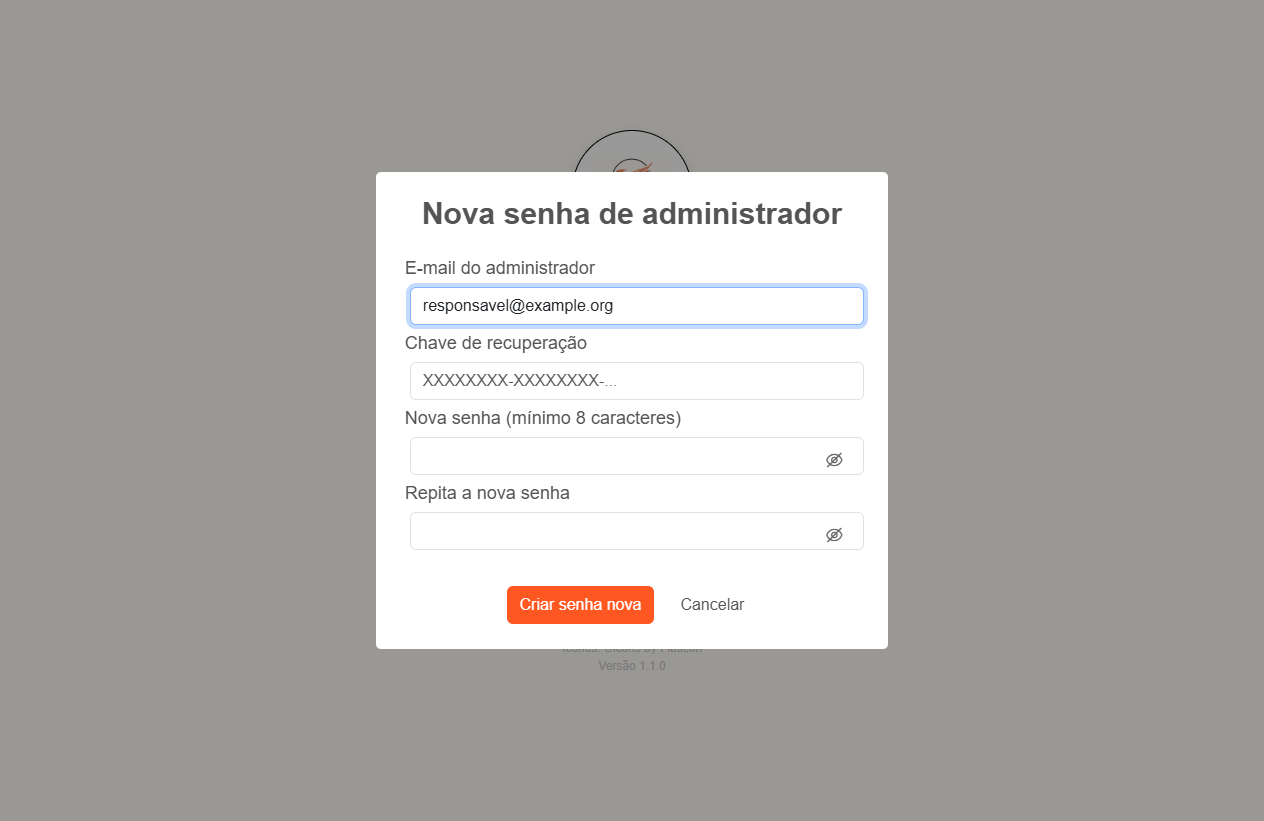 Nova senha de administrador
E-mail do administrador
responsavel@example.org
Chave de recuperação
XXXXXXXX-XXXXXXXX-...
Nova senha (mínimo 8 caracteres)
Repita a nova senha
Criar senha nova
Cancelar
Versão 1.1.0